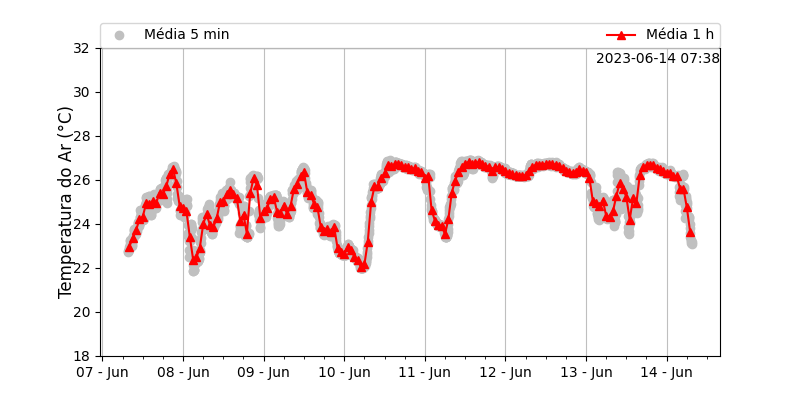 Média 5 min
Média 1 h
2023-06-14 07:38
Temperatura do Ar (°C)
32
30
28
26
24
22
20
18
07 - Jun
08 - Jun
09 - Jun
10 - Jun
11 - Jun
12 - Jun
13 - Jun
14 - Jun